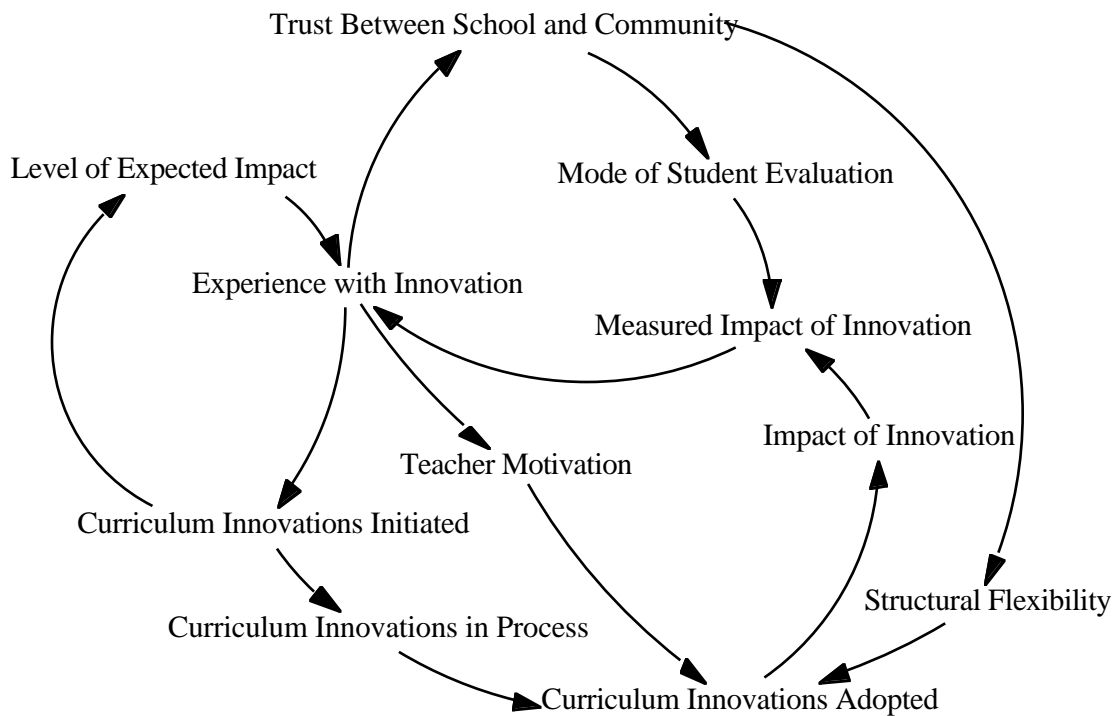 Trust Between School and Community
Level of Expected Impact
Mode of Student Evaluation
Experience with Innovation
Measured Impact of Innovation
Impact of Innovation
Teacher Motivation
Curriculum Innovations Initiated
Structural Flexibility
Curriculum Innovations in Process
Curriculum Innovations Adopted